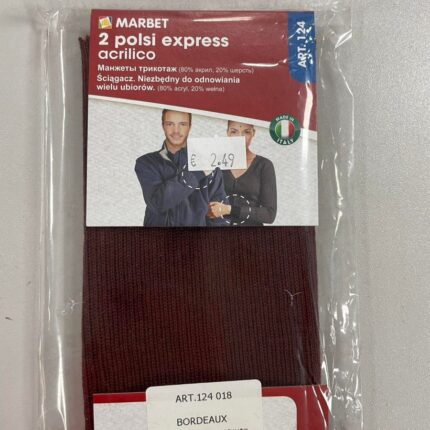 MARBET
2 polsi express
acrilico
Манжеты трикотаж (80% акрил, 20% шерсть)
Ściągacz. Niezbędny do odnowiania
wielu ubiorów. (80% acryl, 20% wełna)
ART. 124
MADE IN
ITALY
€ 2.49
ART.124 018
BORDEAUX